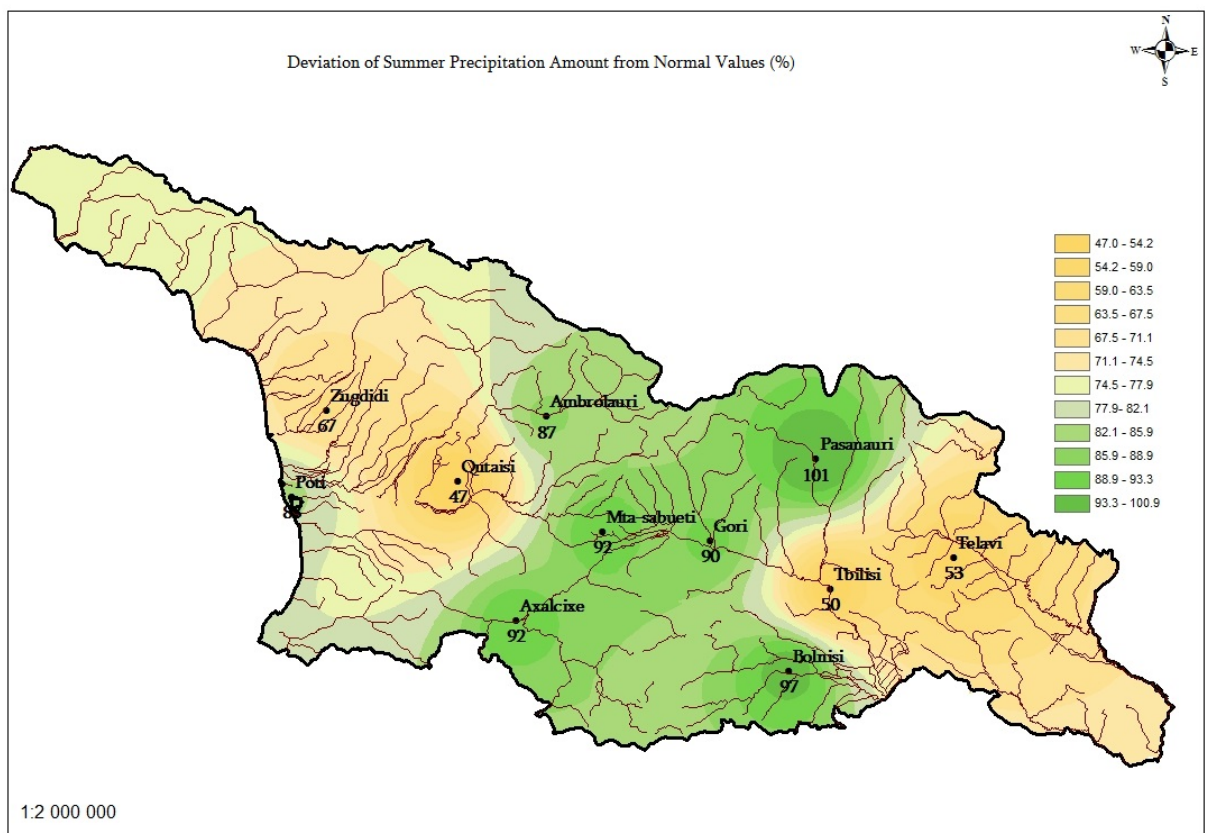 N
W E
S
Deviation of Summer Precipitation Amount from Normal Values (%)
47.0 - 54.2
54.2 - 59.0
59.0 - 63.5
63.5 - 67.5
67.5 - 71.1
71.1 - 74.5
74.5 - 77.9
77.9- 82.1
82.1 - 85.9
85.9 - 88.9
88.9 - 93.3
93.3 - 100.9
Zugdidi
67
Ambrolauri
87
Pasanauri
101
Qutaisi
47
Poti
Mta-sabueti
92
Gori
90
Telavi
53
Tbilisi
50
Axalcixe
92
Bolnisi
97
1:2 000 000